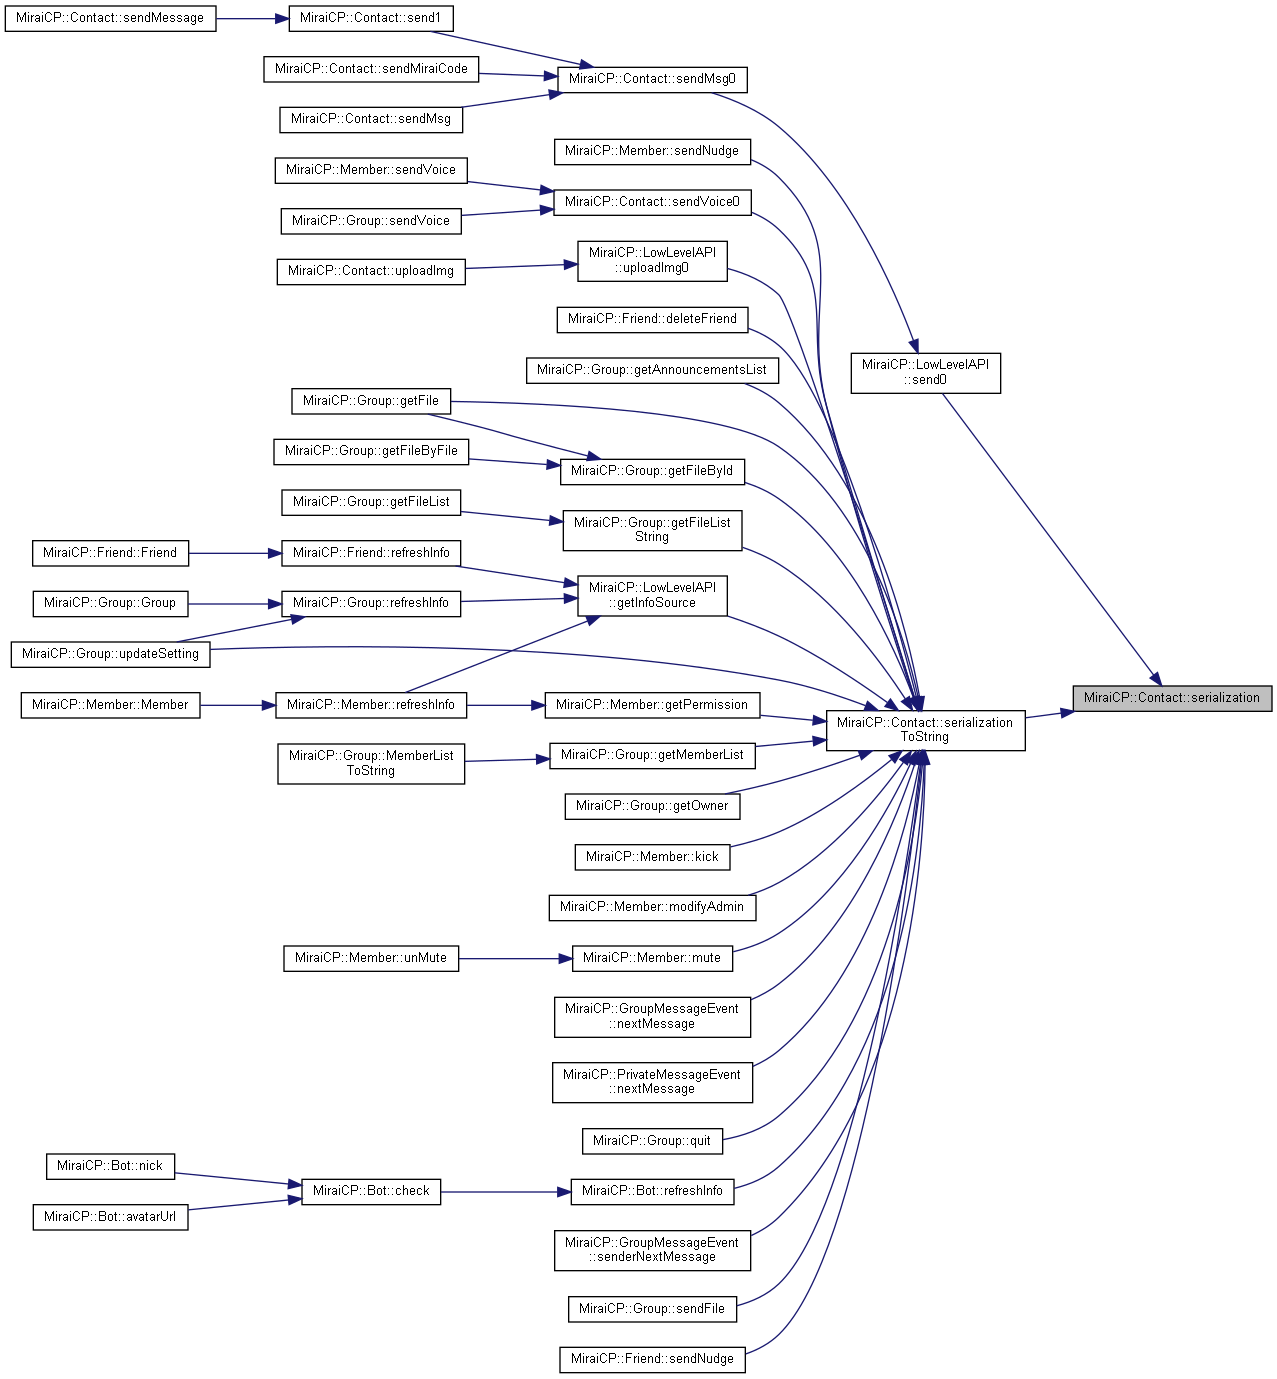 MiraiCP::Contact::sendMessage
MiraiCP::Contact::send1
MiraiCP::Contact::sendMiraiCode
MiraiCP::Contact::sendMsg0
MiraiCP::Contact::sendMsg
MiraiCP::Member::sendNudge
MiraiCP::Member::sendVoice
MiraiCP::Contact::sendVoice0
MiraiCP::Group::sendVoice
MiraiCP::LowLevelAPI
::uploadImg0
MiraiCP::Contact::uploadImg
MiraiCP::Friend::deleteFriend
MiraiCP::LowLevelAPI
::send0
MiraiCP::Group::getAnnouncementsList
MiraiCP::Group::getFile
MiraiCP::Group::getFileByFile
MiraiCP::Group::getFileById
MiraiCP::Group::getFileList
MiraiCP::Group::getFileList
String
MiraiCP::Friend::Friend
MiraiCP::Friend::refreshInfo
MiraiCP::LowLevelAPI
::getInfoSource
MiraiCP::Group::Group
MiraiCP::Group::refreshInfo
MiraiCP::Group::updateSetting
MiraiCP::Contact::serialization
MiraiCP::Member::Member
MiraiCP::Member::refreshInfo
MiraiCP::Member::getPermission
MiraiCP::Contact::serialization
ToString
MiraiCP::Group::MemberList
ToString
MiraiCP::Group::getMemberList
MiraiCP::Group::getOwner
MiraiCP::Member::kick
MiraiCP::Member::modifyAdmin
MiraiCP::Member::unMute
MiraiCP::Member::mute
MiraiCP::GroupMessageEvent
::nextMessage
MiraiCP::PrivateMessageEvent
::nextMessage
MiraiCP::Group::quit
MiraiCP::Bot::nick
MiraiCP::Bot::check
MiraiCP::Bot::refreshInfo
MiraiCP::Bot::avatarUrl
MiraiCP::GroupMessageEvent
::senderNextMessage
MiraiCP::Group::sendFile
MiraiCP::Friend::sendNudge